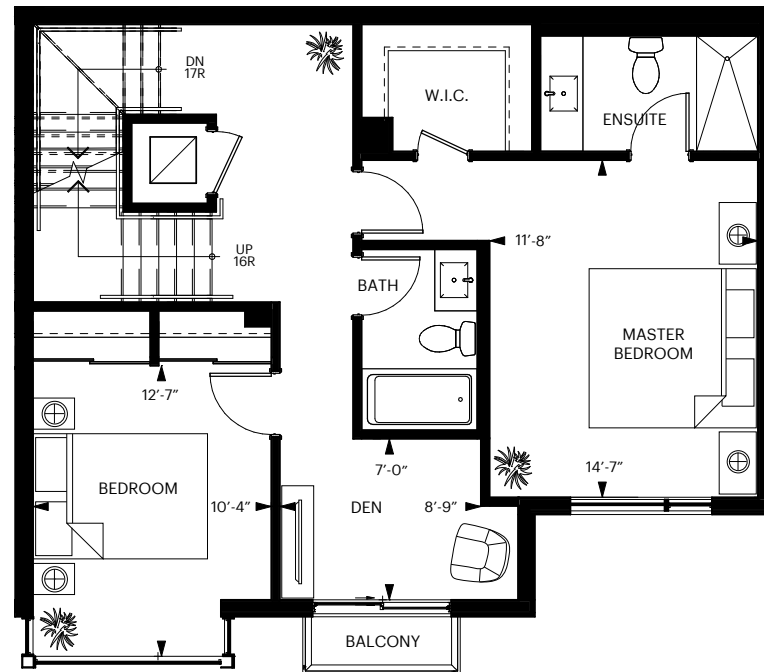 DN
17R
W.I.C.
ENSUITE
UP
16R
11'-8"
BATH
MASTER
BEDROOM
12'-7"
7'-0"
14'-7"
BEDROOM
10'-4"
DEN
8'-9"
BALCONY